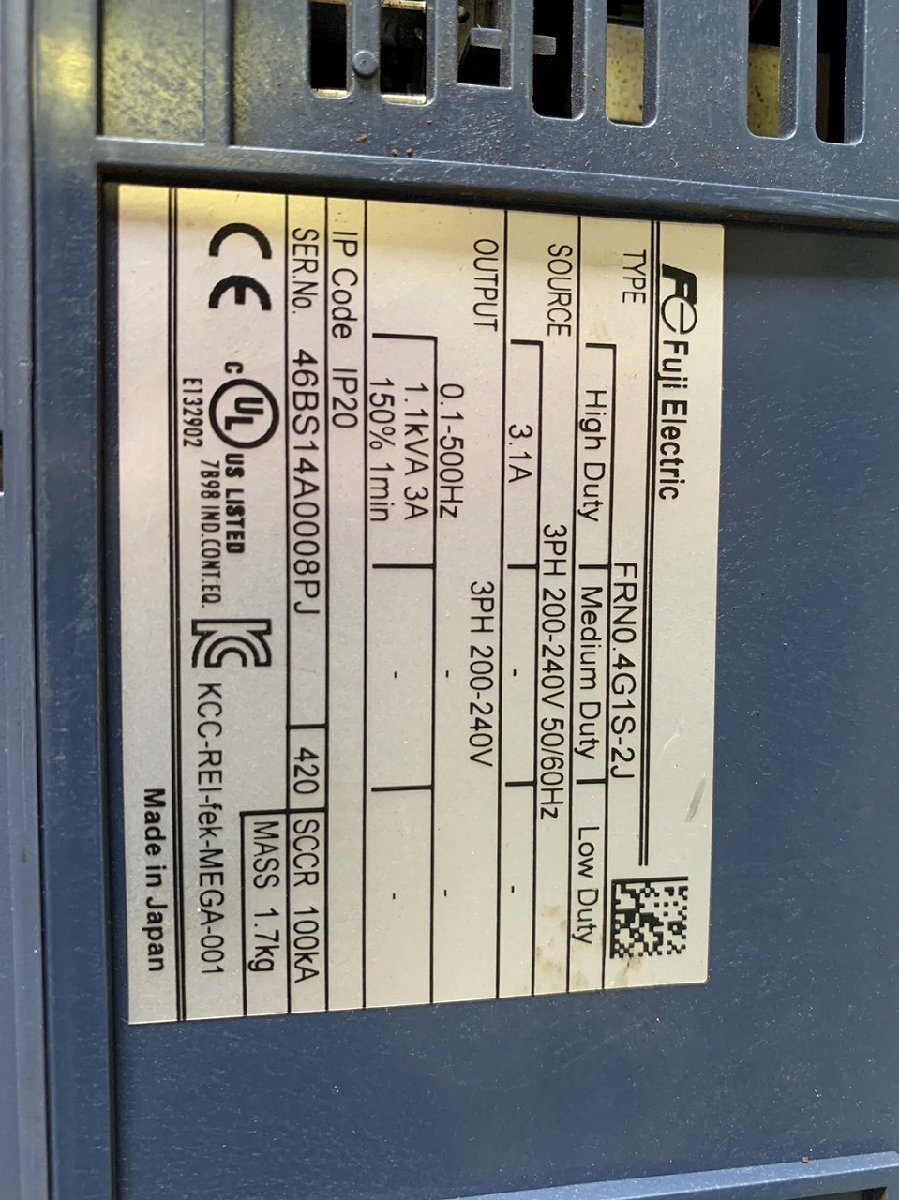 Fe Fuji Electric
TYPE FRN0.4G1S-2J
High Duty Medium Duty Low Duty
SOURCE 3PH 200-240V 50/60Hz
3.1A - -
OUTPUT 3PH 200-240V
0.1-500Hz - -
1.1kVA 3A - -
150% 1min
IP Code IP20
SER.No. 46BS14A0008PJ 420 SCCR 100kA
MASS 1.7kg
CE c UL US LISTED
E132902 7B98 IND.CONT.EQ.
KCC-REI-fek-MEGA-001
Made in Japan